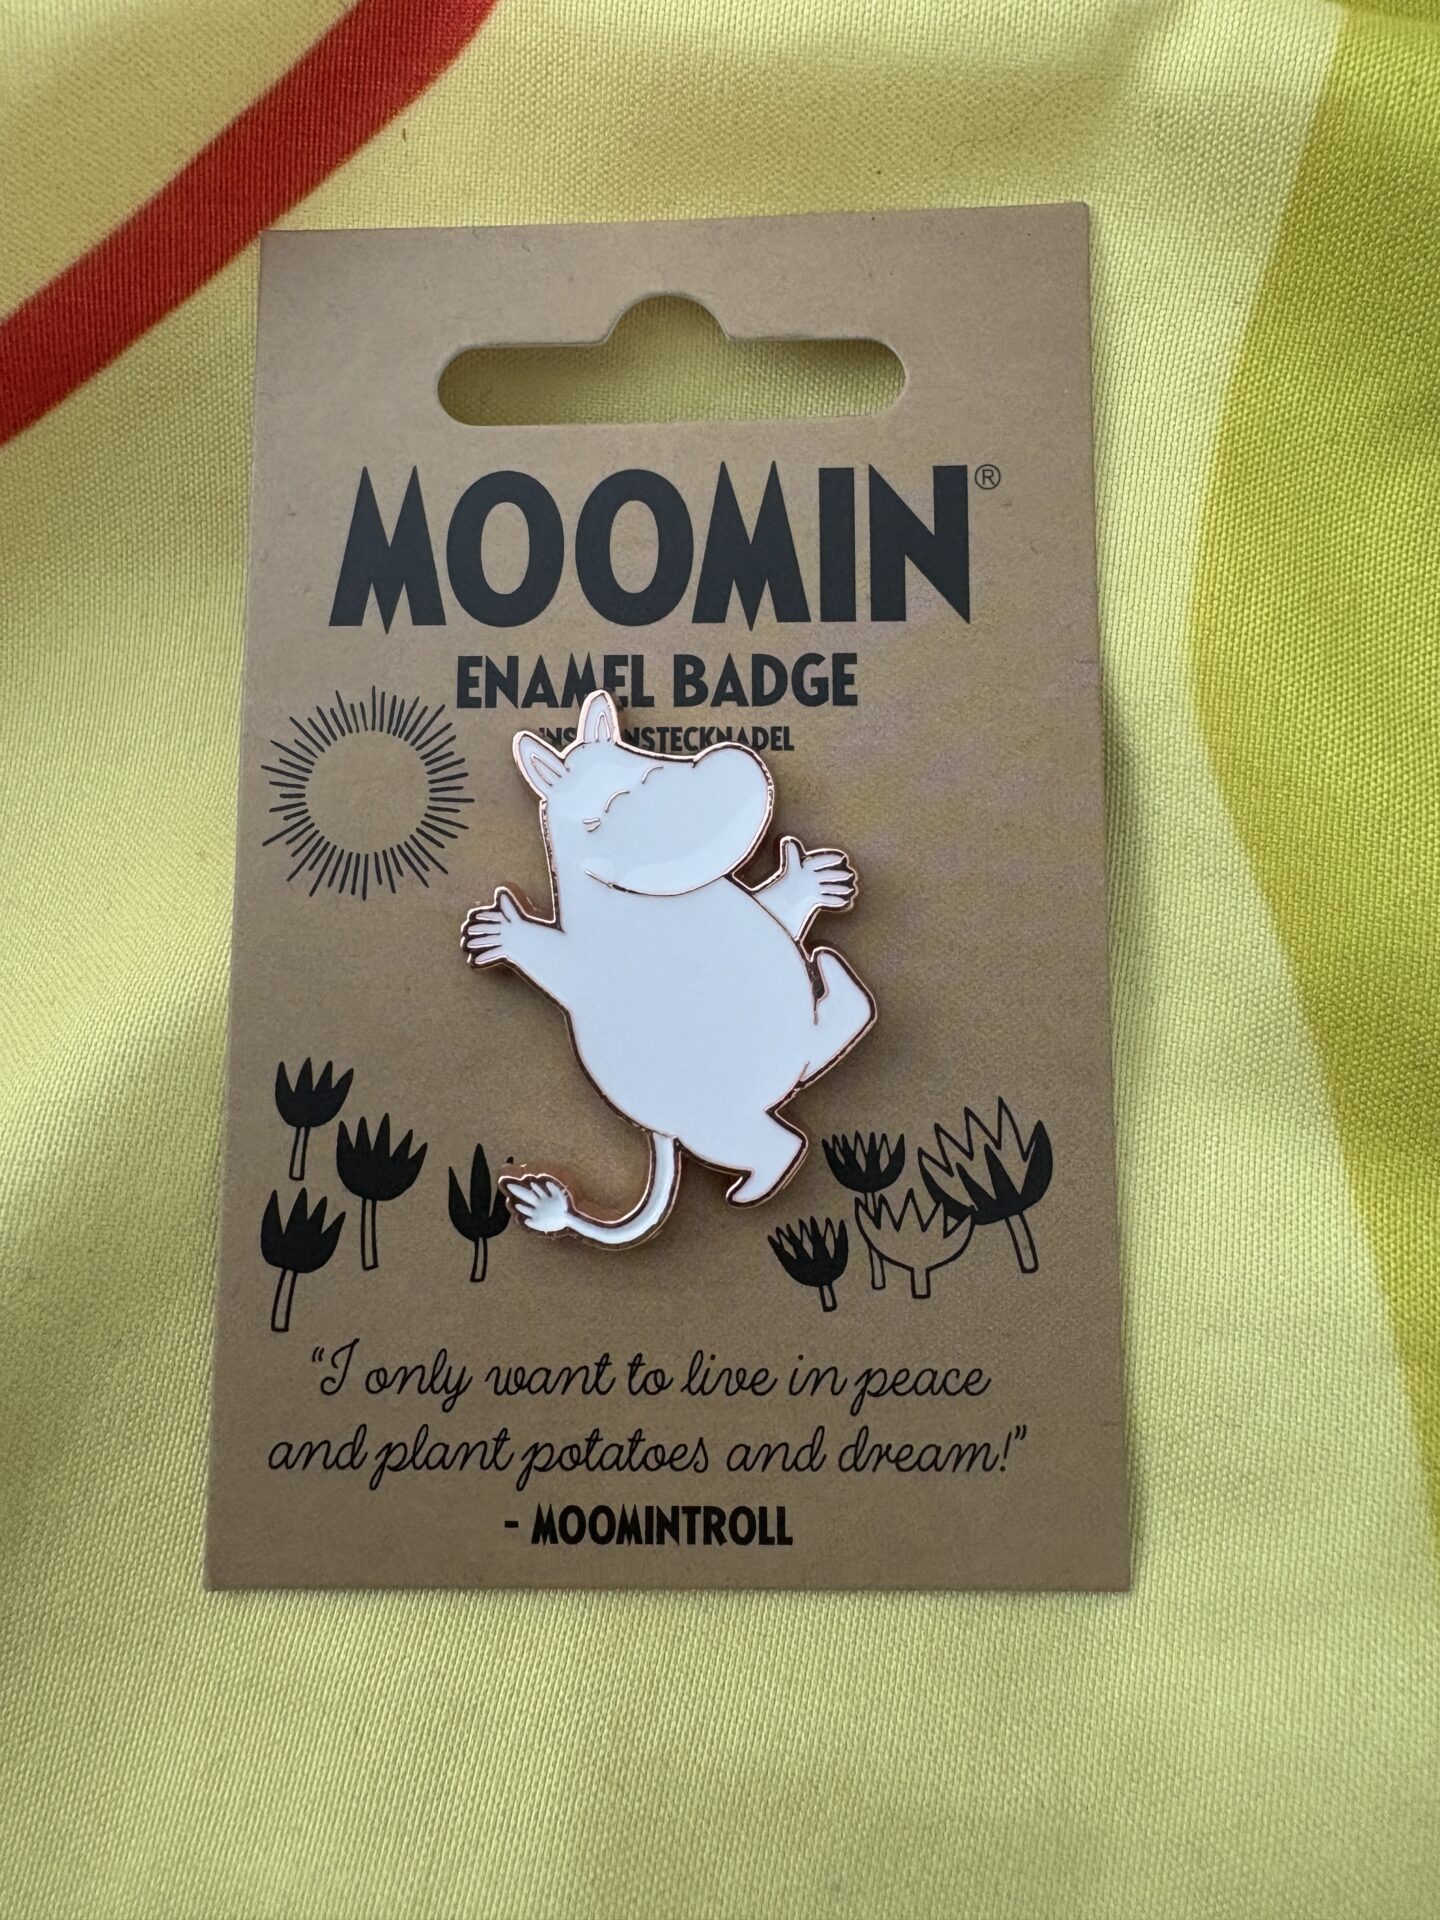 MOOMIN®
ENAMEL BADGE
“I only want to live in peace
and plant potatoes and dream!”
- MOOMINTROLL